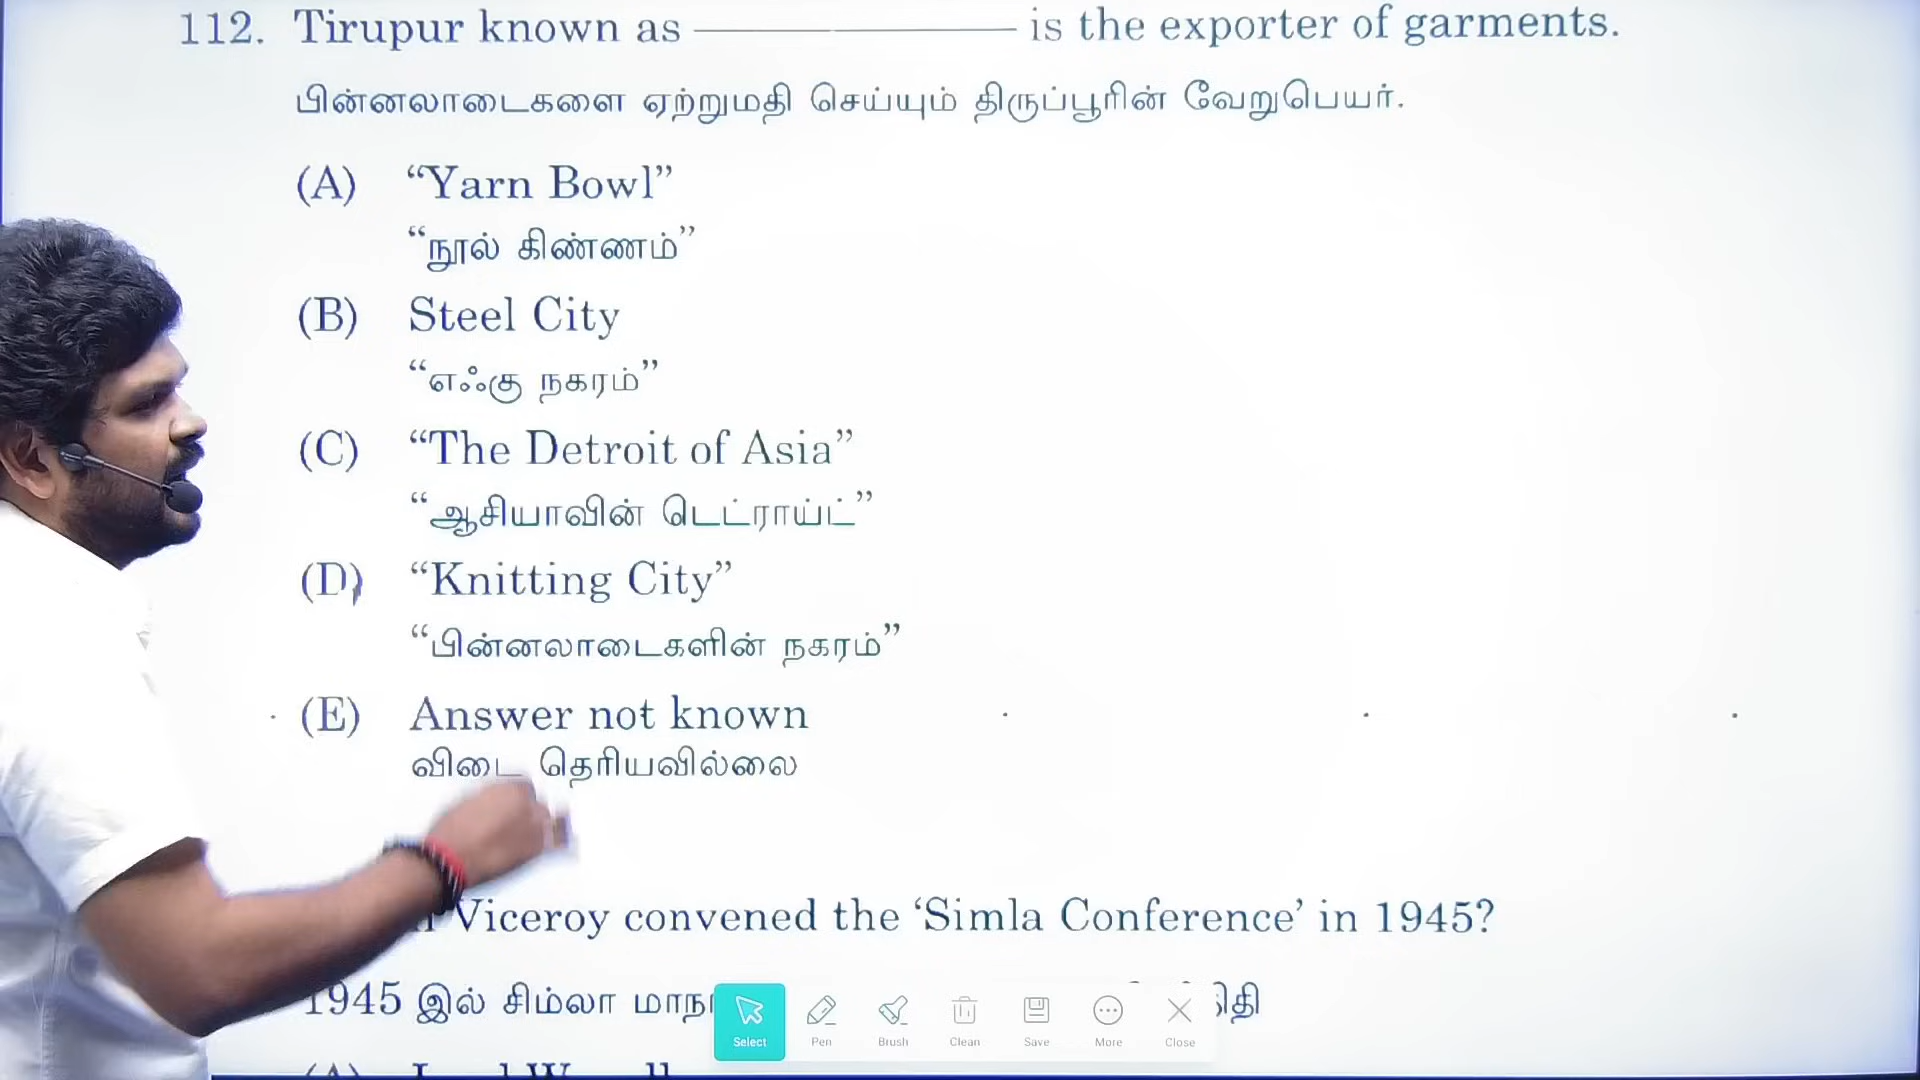 112. Tirupur known as ———————— is the exporter of garments.
பின்னலாடைகளை ஏற்றுமதி செய்யும் திருப்பூரின் வேறுபெயர்.
(A) “Yarn Bowl”
“நூல் கிண்ணம்”
(B) Steel City
“எஃகு நகரம்”
(C) “The Detroit of Asia”
“ஆசியாவின் டெட்ராய்ட்”
(D) “Knitting City”
“பின்னலாடைகளின் நகரம்”
(E) Answer not known
விடை தெரியவில்லை
Viceroy convened the ‘Simla Conference’ in 1945?
1945 இல் சிம்லா
Select Pen Brush Clean Save More Close